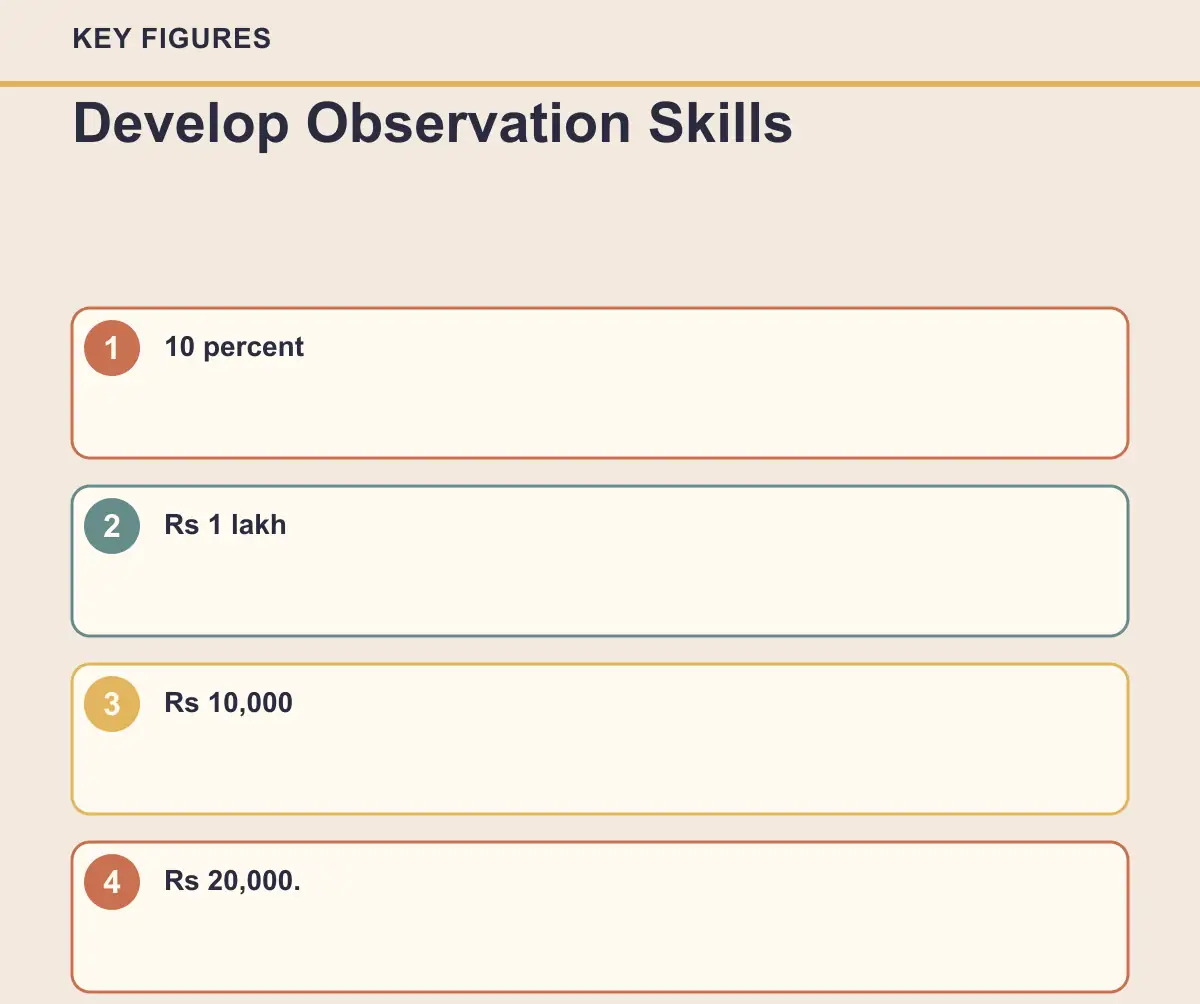 KEY FIGURES
Develop Observation Skills
1 10 percent
2 Rs 1 lakh
3 Rs 10,000
4 Rs 20,000.